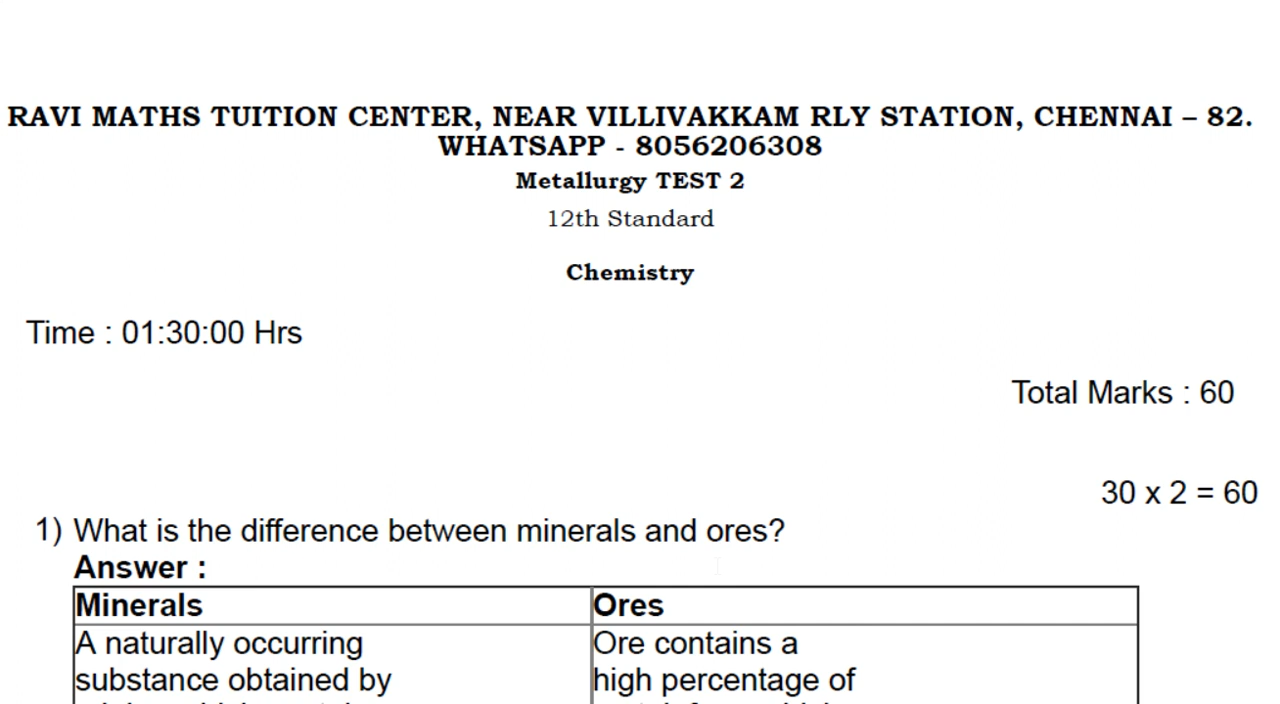 RAVI MATHS TUITION CENTER, NEAR VILLIVAKKAM RLY STATION, CHENNAI – 82.
WHATSAPP - 8056206308
Metallurgy TEST 2
12th Standard
Chemistry
Time : 01:30:00 Hrs
Total Marks : 60
30 x 2 = 60
1) What is the difference between minerals and ores?
Answer :
Minerals Ores
A naturally occurring Ore contains a
substance obtained by high percentage of